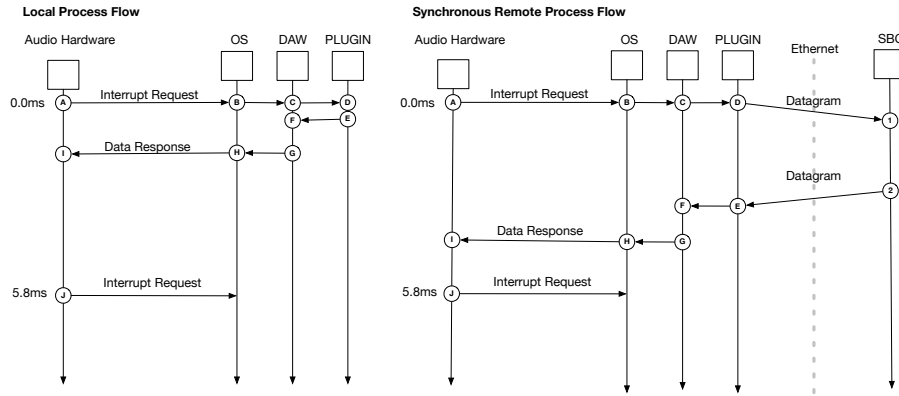 Local Process Flow
Audio Hardware
OS
DAW
PLUGIN
0.0ms
A
Interrupt Request
B
C
D
F
E
I
Data Response
H
G
5.8ms
J
Interrupt Request
Synchronous Remote Process Flow
Audio Hardware
OS
DAW
PLUGIN
Ethernet
SBC
0.0ms
A
Interrupt Request
B
C
D
Datagram
1
Datagram
2
F
E
I
Data Response
H
G
5.8ms
J
Interrupt Request